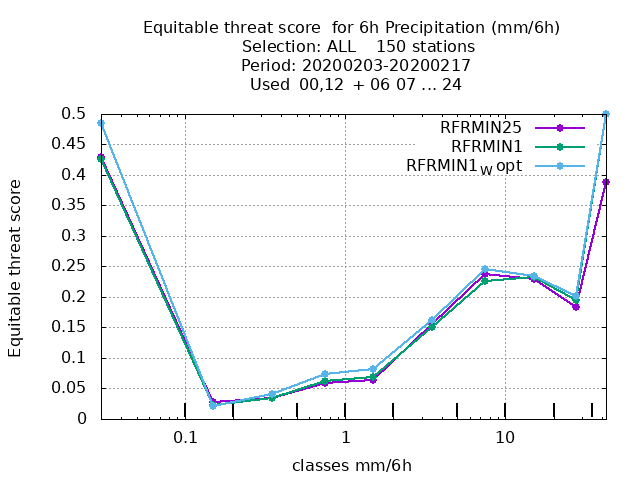 Equitable threat score  for 6h Precipitation (mm/6h)
Selection: ALL    150 stations
Period: 20200203-20200217
Used  00,12  + 06 07 ... 24
RFRMIN25
RFRMIN1
RFRMIN1W opt
0.5
0.45
0.4
0.35
0.3
0.25
0.2
0.15
0.1
0.05
0
Equitable threat score
0.1 1 10
classes mm/6h